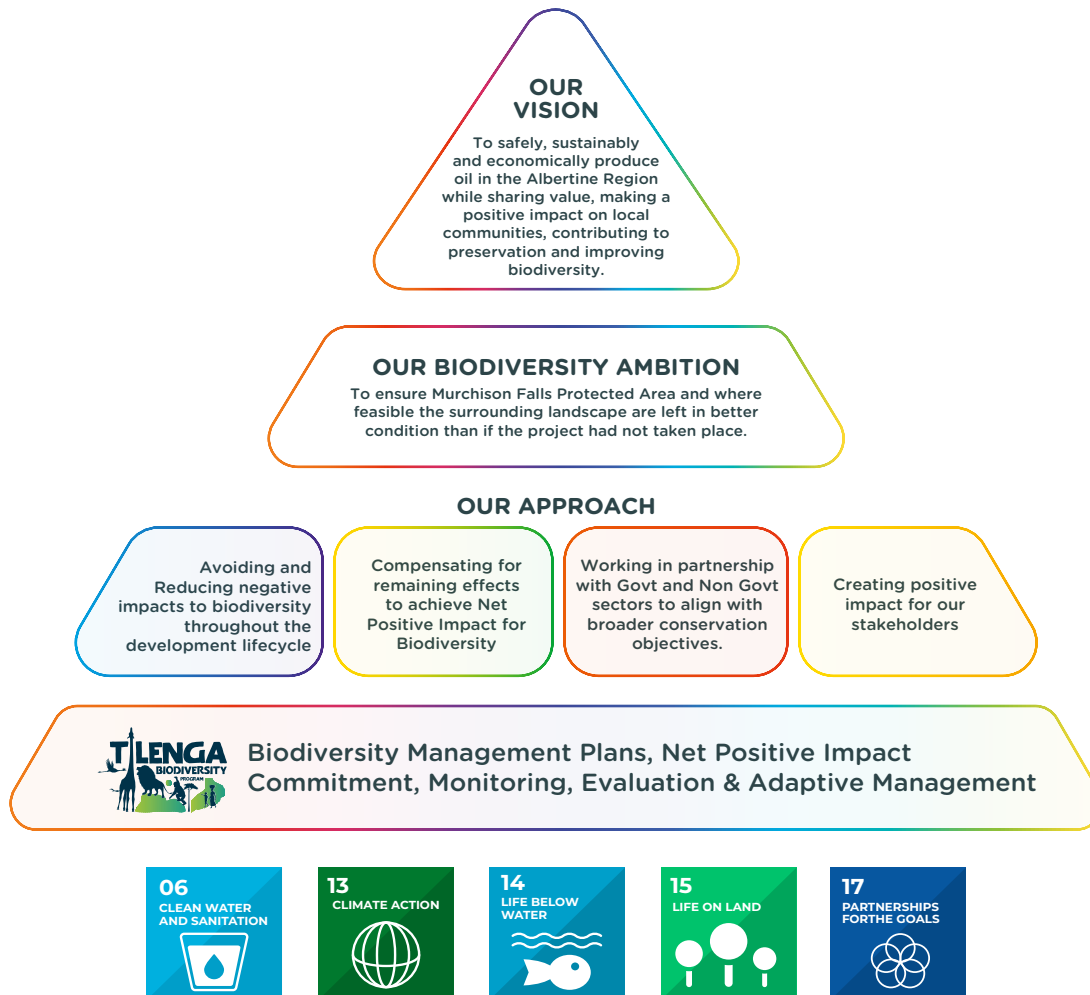 OUR
VISION
To safely, sustainably
and economically produce
oil in the Albertine Region
while sharing value, making a
positive impact on local
communities, contributing to
preservation and improving
biodiversity.
OUR BIODIVERSITY AMBITION
To ensure Murchison Falls Protected Area and where
feasible the surrounding landscape are left in better
condition than if the project had not taken place.
OUR APPROACH
Avoiding and
Reducing negative
impacts to biodiversity
throughout the
development lifecycle
Compensating for
remaining effects
to achieve Net
Positive Impact for
Biodiversity
Working in partnership
with Govt and Non Govt
sectors to align with
broader conservation
objectives.
Creating positive
impact for our
stakeholders
TILENGA
BIODIVERSITY
PROGRAM
Biodiversity Management Plans, Net Positive Impact
Commitment, Monitoring, Evaluation & Adaptive Management
06
CLEAN WATER
AND SANITATION
13
CLIMATE ACTION
14
LIFE BELOW
WATER
15
LIFE ON LAND
17
PARTNERSHIPS
FORTHE GOALS